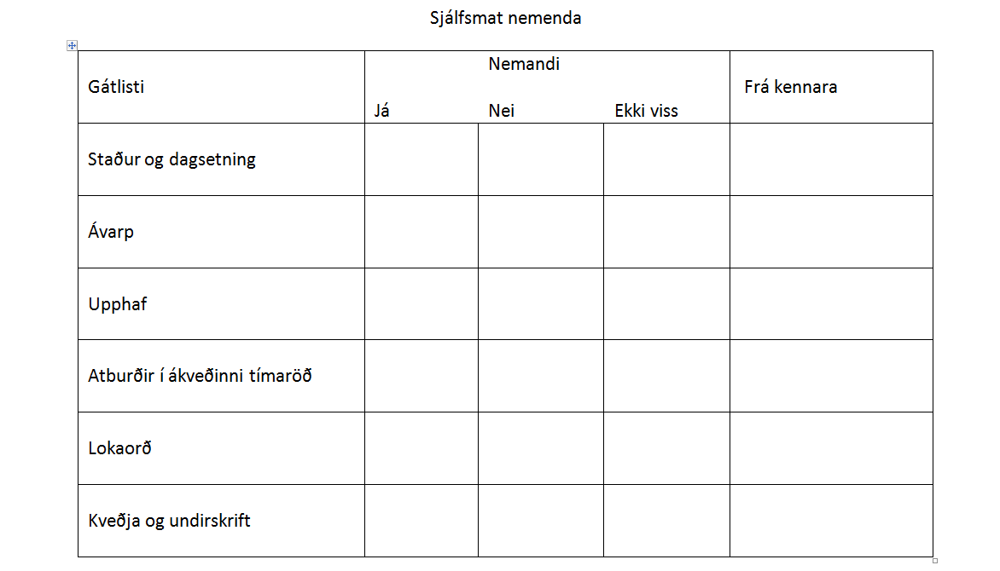 Sjálfsmat nemenda
Gátlisti
Nemandi
Já Nei Ekki viss
Frá kennara
Staður og dagsetning
Ávarp
Upphaf
Atburðir í ákveðinni tímaröð
Lokaorð
Kveðja og undirskrift